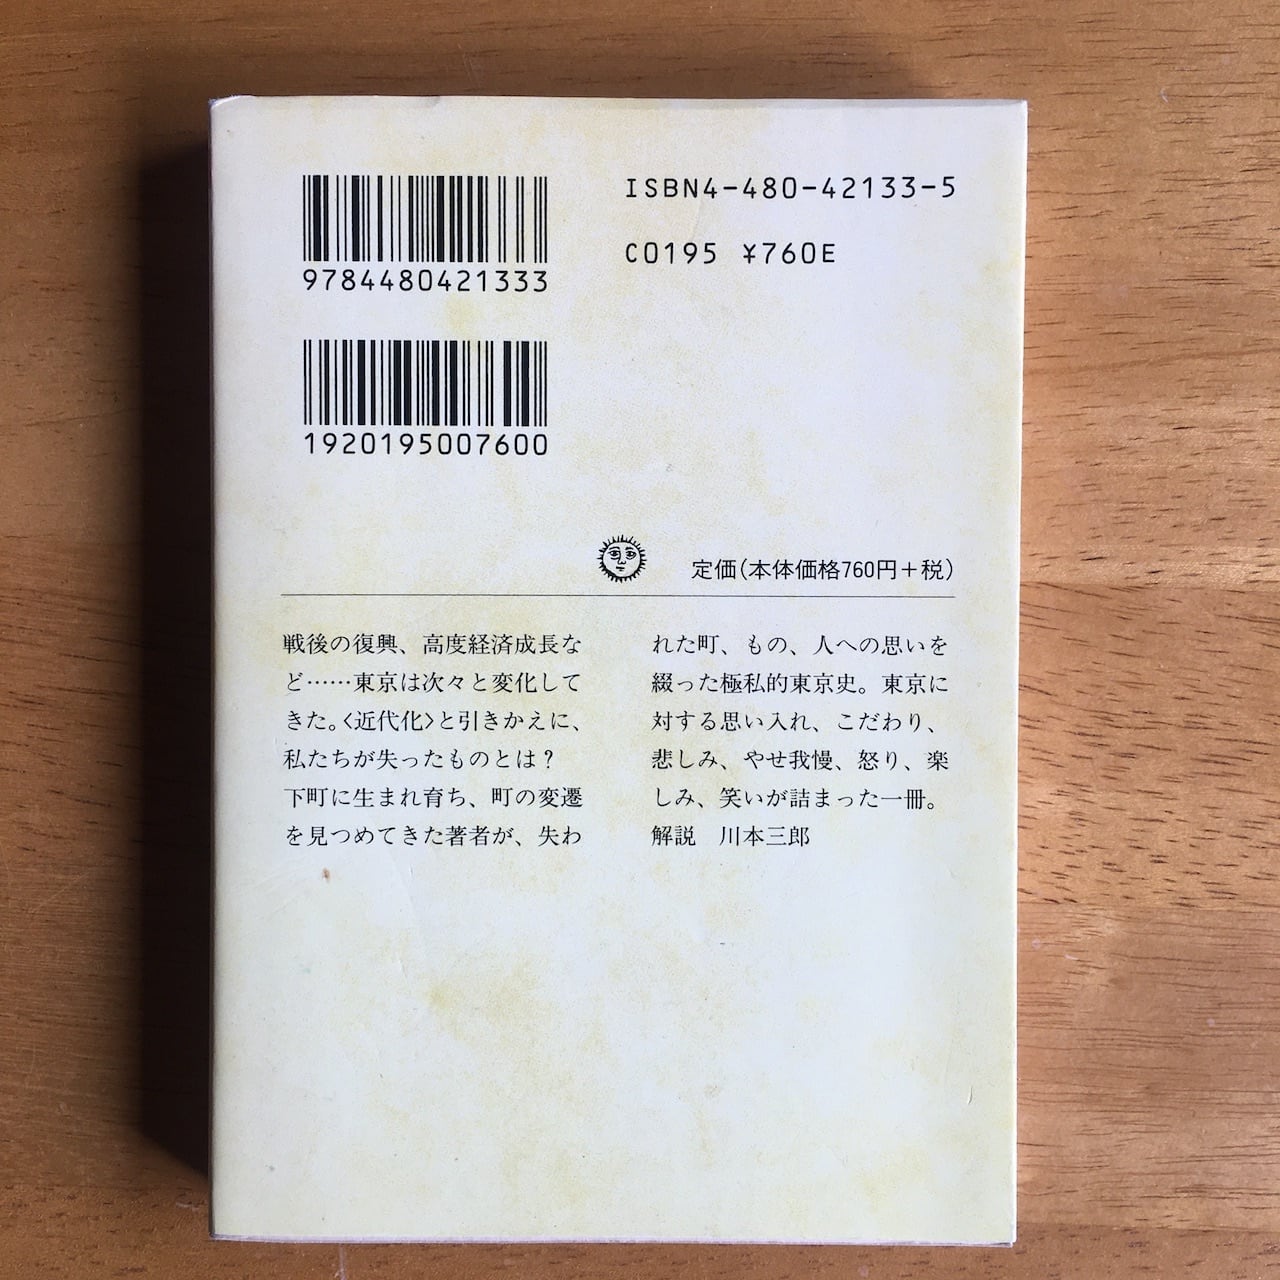 9784480421333
ISBN4-480-42133-5
C0195 ¥760E
1920195007600
定価(本体価格760円+税)
戦後の復興、高度経済成長な
ど……東京は次々と変化して
きた。〈近代化〉と引きかえに、
私たちが失ったものとは?
下町に生まれ育ち、町の変遷
を見つめてきた著者が、失わ
れた町、もの、人への思いを
綴った極私的東京史。東京に
対する思い入れ、こだわり、
悲しみ、やせ我慢、怒り、楽
しみ、笑いが詰まった一冊。
解説 川本三郎